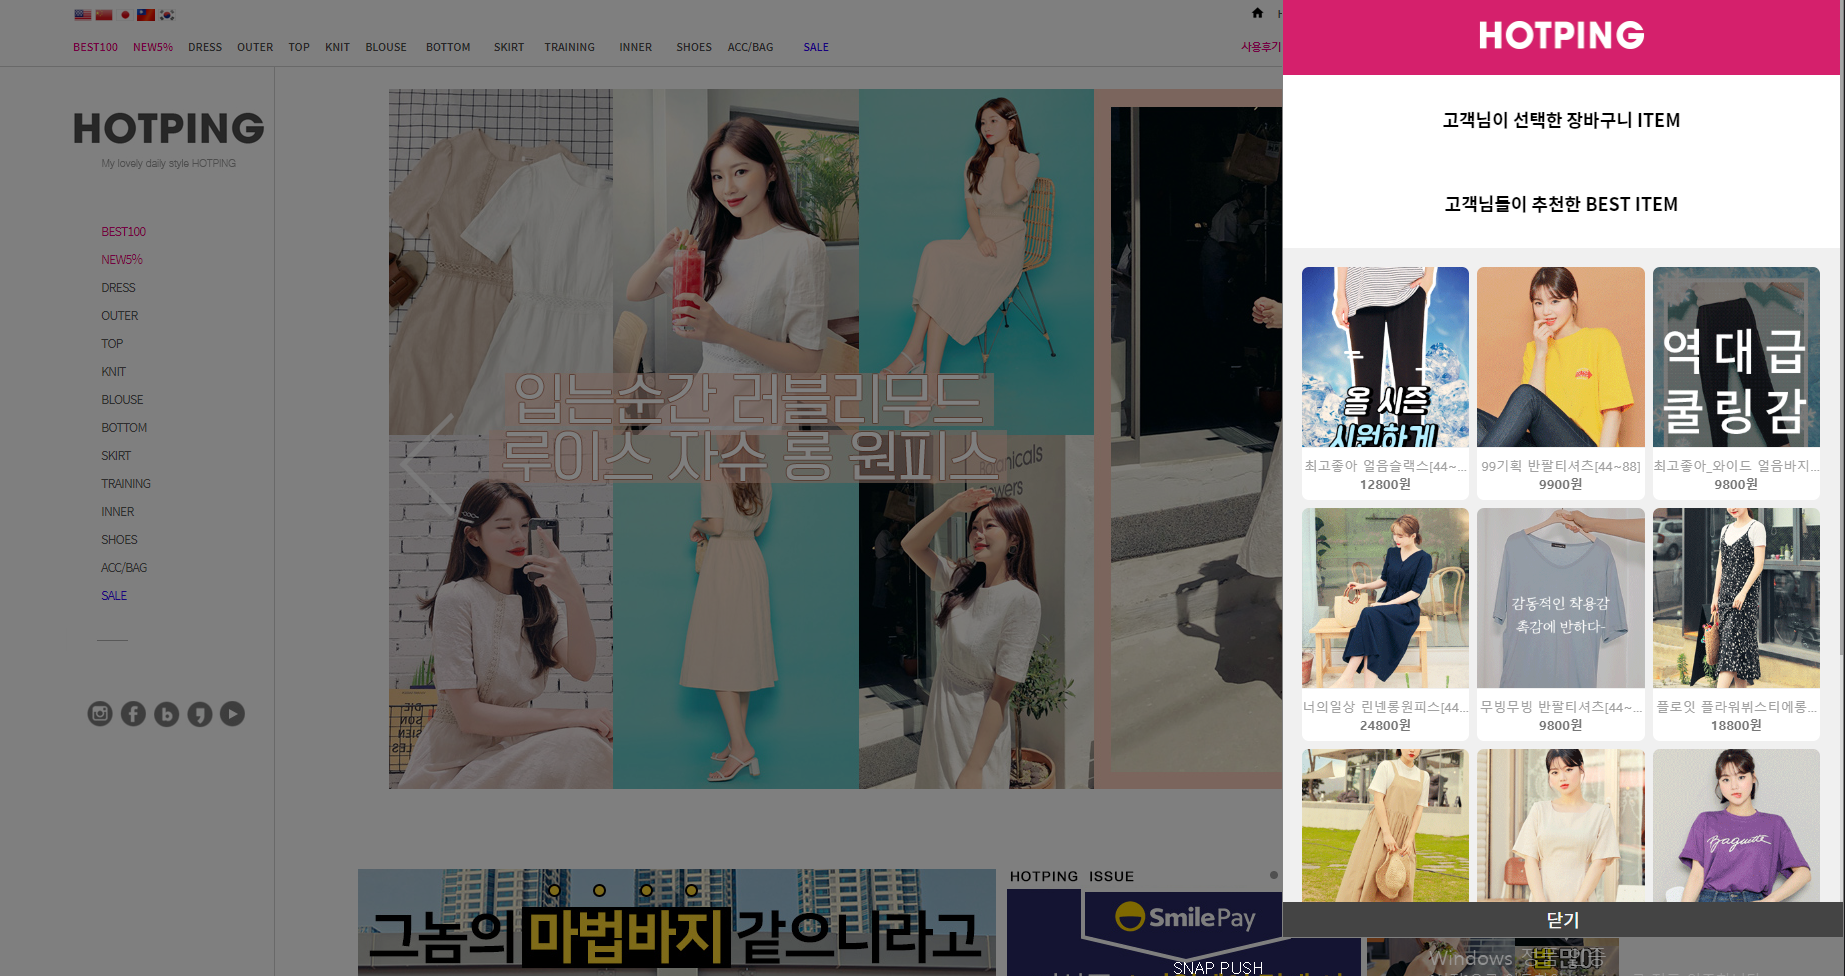 BEST100 NEW5% DRESS OUTER TOP KNIT BLOUSE BOTTOM SKIRT TRAINING INNER SHOES ACC/BAG SALE 사용후기
HOTPING
My lovely daily style HOTPING
BEST100
NEW5%
DRESS
OUTER
TOP
KNIT
BLOUSE
BOTTOM
SKIRT
TRAINING
INNER
SHOES
ACC/BAG
SALE
입는순간 러블리무드
루이스 자수 롱 원피스
그놈의 마법바지 같으니라고
HOTPING ISSUE
SmilePay
SNAP PUSH
HOTPING
고객님이 선택한 장바구니 ITEM
고객님들이 추천한 BEST ITEM
올 시즌
시원하게
역대급
쿨링감
최고좋아 얼음슬랙스[44~...
12800원
99기획 반팔티셔츠[44~88]
9900원
최고좋아_와이드 얼음바지...
9800원
감동적인 착용감
촉감에 반하다-
너의일상 린넨롱원피스[44...
24800원
무빙무빙 반팔티셔츠[44~...
9800원
플로잇 플라워뷔스티에롱...
18800원
Baguette
닫기
Windows 정품 인증